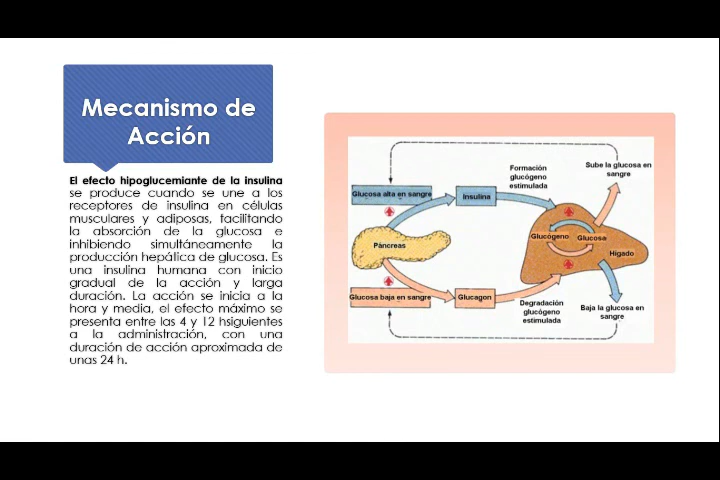 Mecanismo de
Acción
El efecto hipoglucemiante de la insulina
se produce cuando se une a los
receptores de insulina en células
musculares y adiposas, facilitando
la absorción de la glucosa e
inhibiendo simultáneamente la
producción hepática de glucosa. Es
una insulina humana con inicio
gradual de la acción y larga
duración. La acción se inicia a la
hora y media, el efecto máximo se
presenta entre las 4 y 12 hsiguientes
a la administración, con una
duración de acción aproximada de
unas 24 h.
Sube la glucosa en
sangre
Formación
glucógeno
estimulada
Glucosa alta en sangre
Insulina
Glucógeno
Glucosa
Páncreas
Hígado
Glucosa baja en sangre
Glucagon
Degradación
glucógeno
estimulada
Baja la glucosa en
sangre